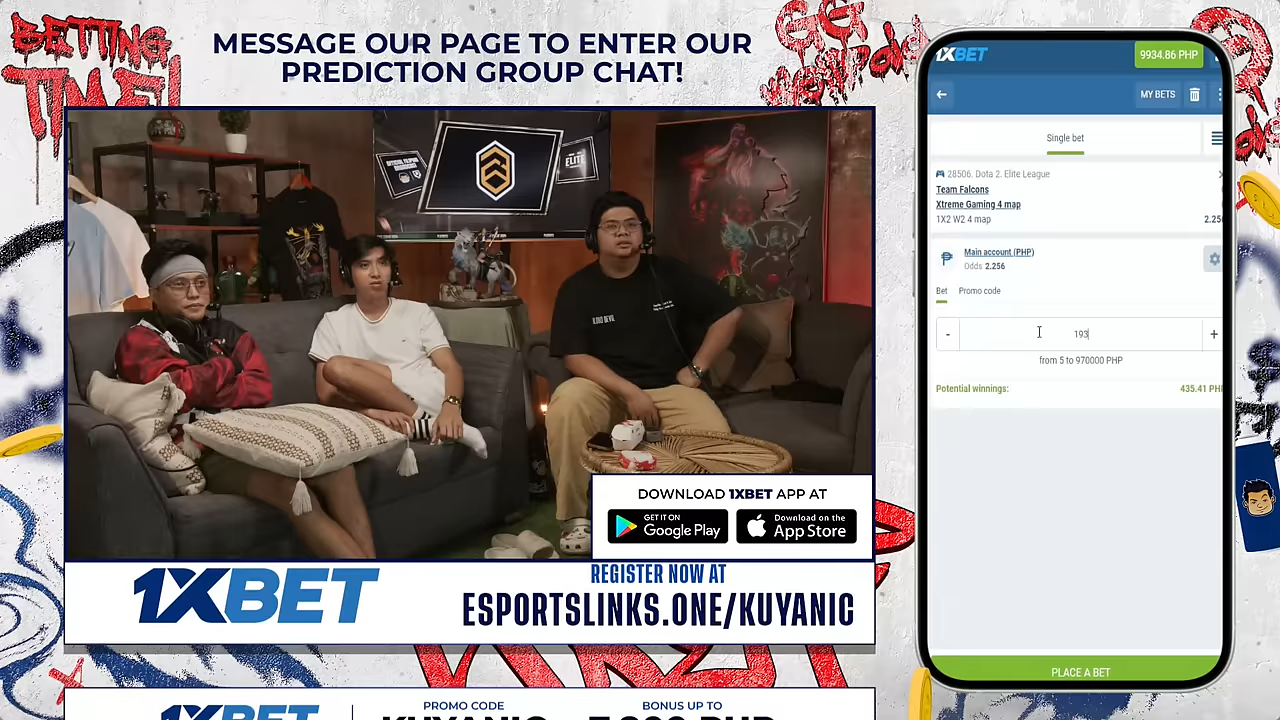 BETTING
TIME!
MESSAGE OUR PAGE TO ENTER OUR
PREDICTION GROUP CHAT!
ELITE
DOWNLOAD 1XBET APP AT
GET IT ON
Google Play
Download on the
App Store
1XBET
REGISTER NOW AT
ESPORTSLINKS.ONE/KUYANIC
1XBET
PROMO CODE
BONUS UP TO
1XBET
9934.86 PHP
MY BETS
Single bet
28506. Dota 2. Elite League
Team Falcons
Xtreme Gaming 4 map
1X2 W2 4 map
Main account (PHP)
Odds 2.256
Bet
Promo code
-
193
+
from 5 to 970000 PHP
Potential winnings:
435.41
PLACE A BET